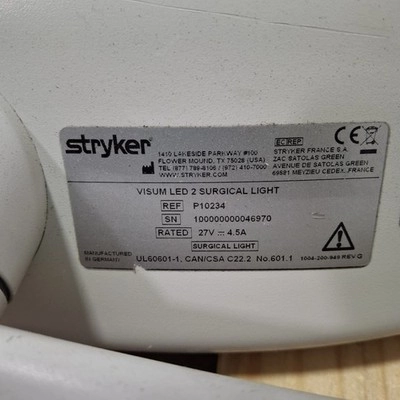 stryker®
1410 LAKESIDE PARKWAY #100
FLOWER MOUND, TX 75028 (USA)
TEL (877) 789-8106 / (972) 410-7000
WWW.STRYKER.COM
EC REP
STRYKER FRANCE S.A.
ZAC SATOLAS GREEN
AVENUE DE SATOLAS GREEN
69881 MEYZIEU CEDEX, FRANCE
CE
VISUM LED 2 SURGICAL LIGHT
REF P10234
SN 100000000046970
RATED 27V ⎓ 4.5A
SURGICAL LIGHT
MANUFACTURED
IN GERMANY
UL60601-1, CAN/CSA C22.2 No.601.1
REV G